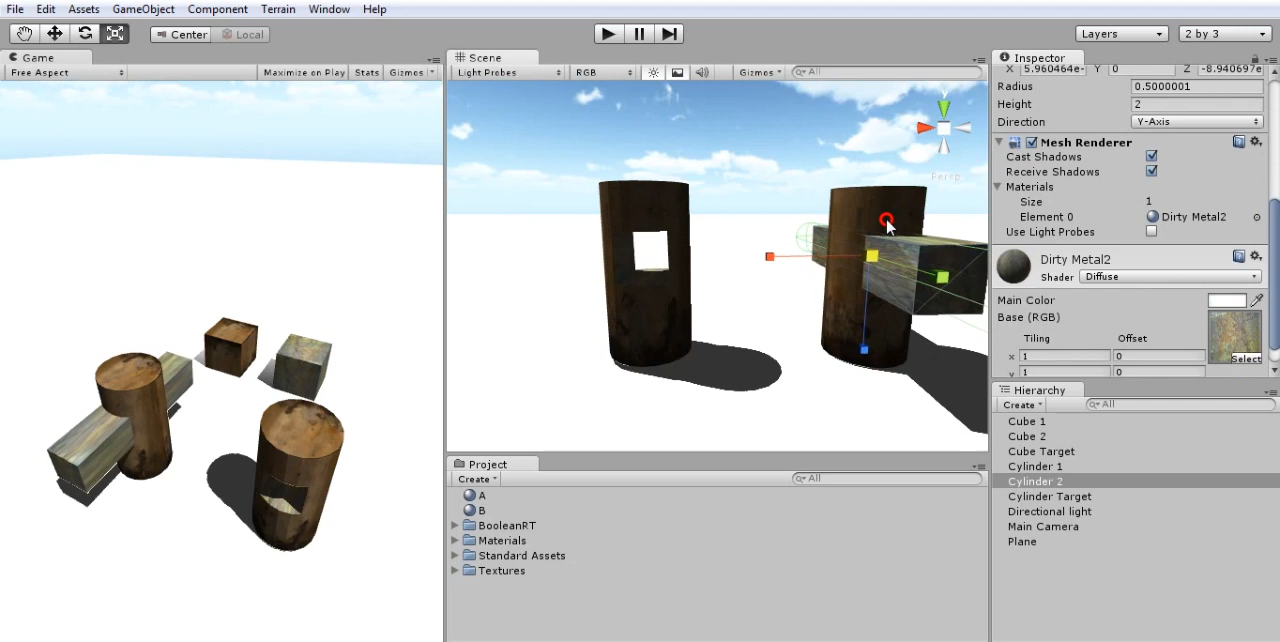 File Edit Assets GameObject Component Terrain Window Help
Center Local Layers 2 by 3
Game
Free Aspect Maximize on Play Stats Gizmos
Scene
Light Probes RGB Gizmos All
y
Persp
Inspector
X 5.960464e- Y 0 Z -8.940697e
Radius 0.5000001
Height 2
Direction Y-Axis
Mesh Renderer
Cast Shadows
Receive Shadows
Materials
Size 1
Element 0 Dirty Metal2
Use Light Probes
Dirty Metal2
Shader Diffuse
Main Color
Base (RGB)
Tiling Offset
x 1 0
y 1 0
Select
Hierarchy
Create All
Cube 1
Cube 2
Cube Target
Cylinder 1
Cylinder 2
Cylinder Target
Directional light
Main Camera
Plane
Project
Create All
A
B
BooleanRT
Materials
Standard Assets
Textures